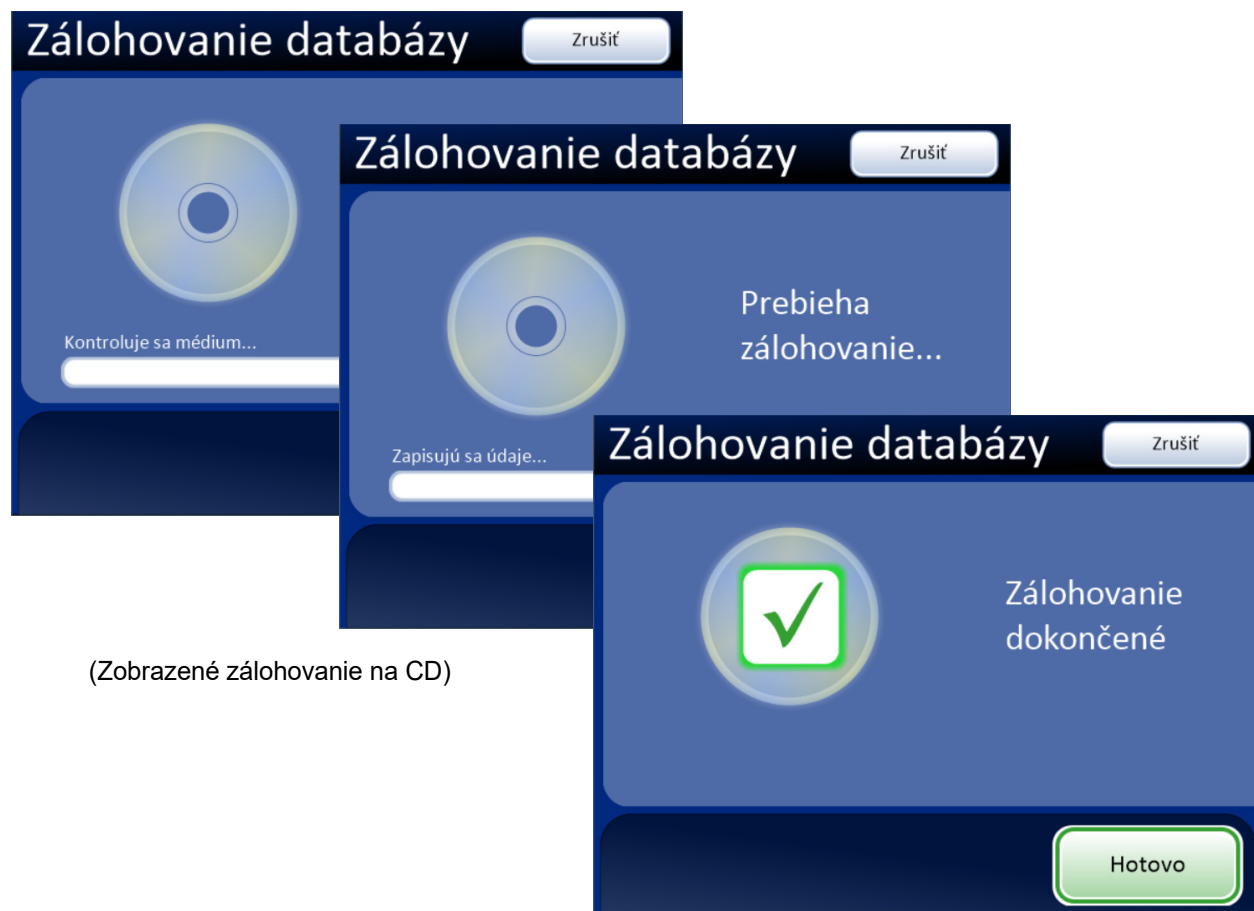 Zálohovanie databázy
Zrušiť
Kontroluje sa médium...
Zálohovanie databázy
Zrušiť
Prebieha
zálohovanie...
Zapisujú sa údaje...
Zálohovanie databázy
Zrušiť
Zálohovanie
dokončené
Hotovo
(Zobrazené zálohovanie na CD)